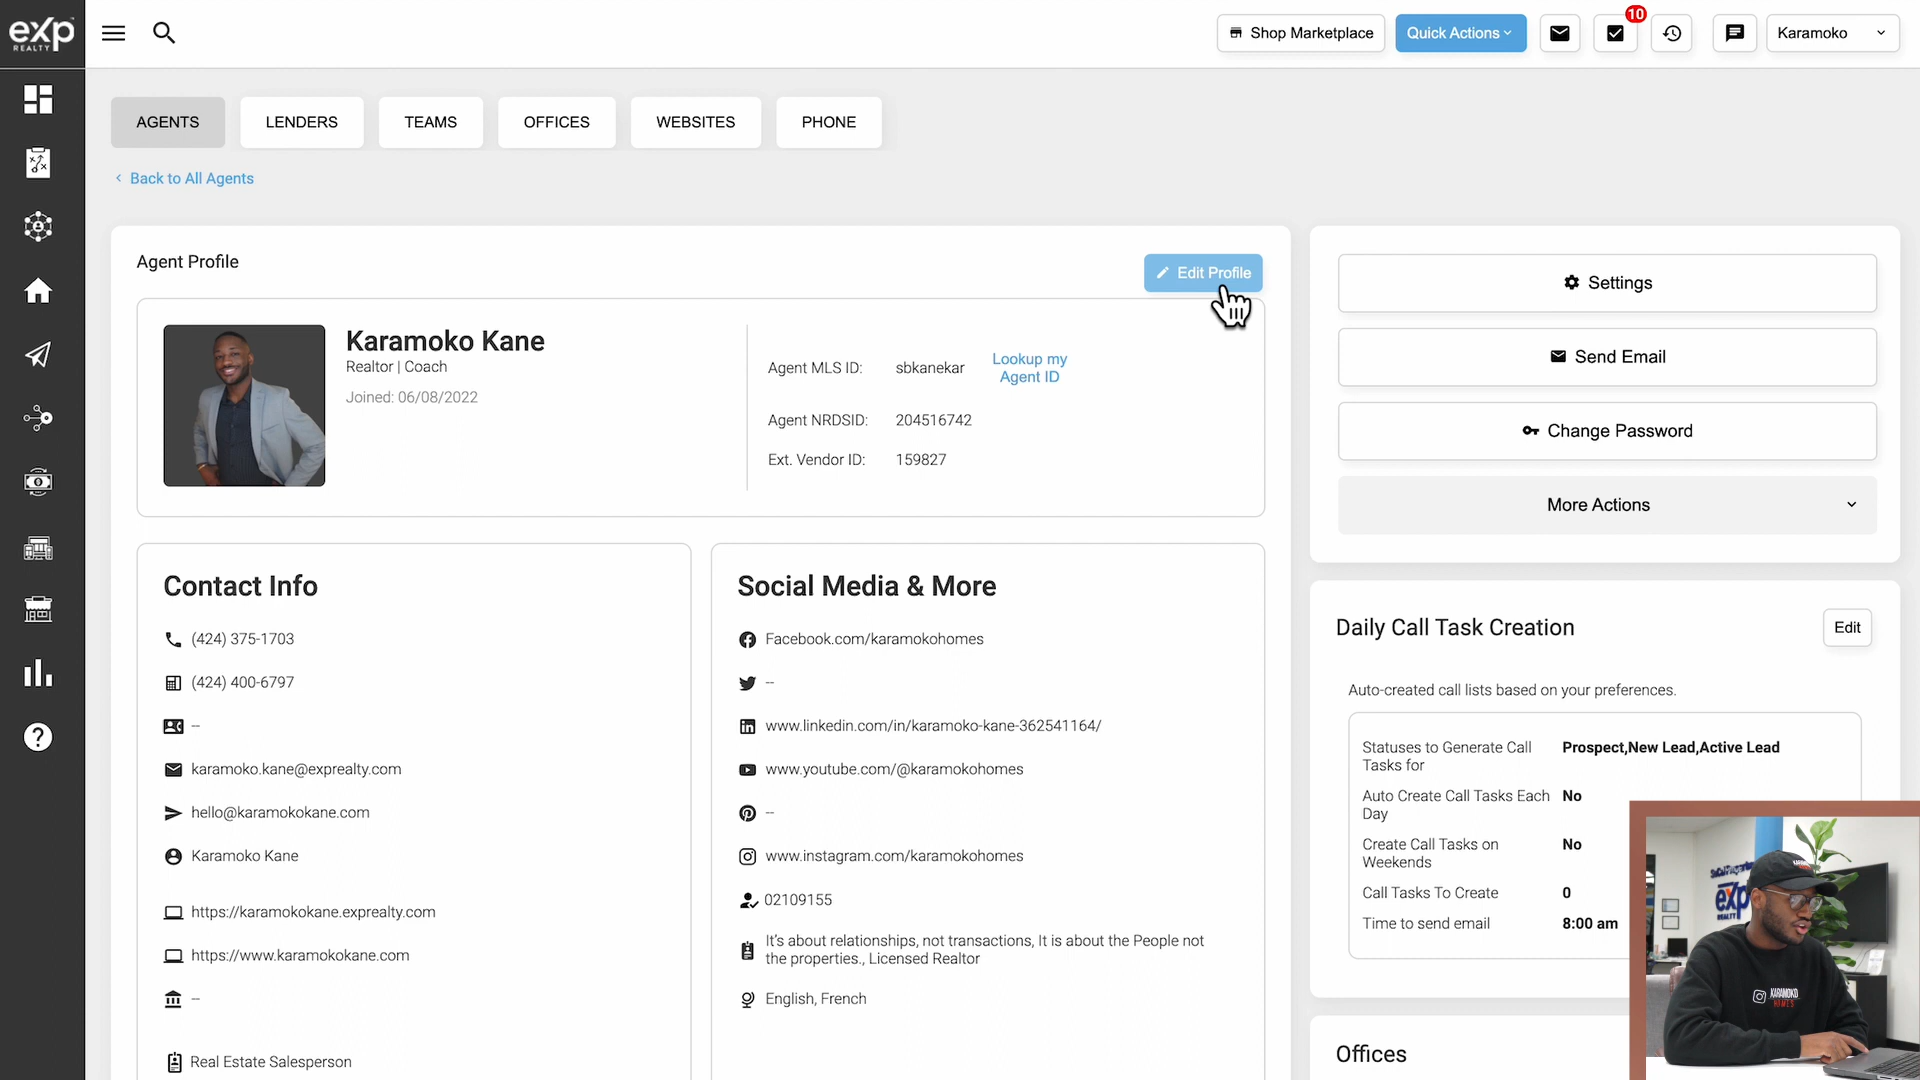 eXp
REALTY
Shop Marketplace
Quick Actions
10
Karamoko
AGENTS
LENDERS
TEAMS
OFFICES
WEBSITES
PHONE
Back to All Agents
Agent Profile
Edit Profile
Karamoko Kane
Realtor | Coach
Joined: 06/08/2022
Agent MLS ID: sbkanekar
Lookup my
Agent ID
Agent NRDSID: 204516742
Ext. Vendor ID: 159827
Settings
Send Email
Change Password
More Actions
Contact Info
(424) 375-1703
(424) 400-6797
--
karamoko.kane@exprealty.com
hello@karamokokane.com
Karamoko Kane
https://karamokokane.exprealty.com
https://www.karamokokane.com
--
Real Estate Salesperson
Social Media & More
Facebook.com/karamokohomes
--
www.linkedin.com/in/karamoko-kane-362541164/
www.youtube.com/@karamokohomes
--
www.instagram.com/karamokohomes
02109155
It's about relationships, not transactions, It is about the People not
the properties., Licensed Realtor
English, French
Daily Call Task Creation
Edit
Auto-created call lists based on your preferences.
Statuses to Generate Call
Tasks for
Prospect,New Lead,Active Lead
Auto Create Call Tasks Each
Day
No
Create Call Tasks on
Weekends
No
Call Tasks To Create
0
Time to send email
8:00 am
Offices
eXp
REALTY
KARAMOKO
HOMES